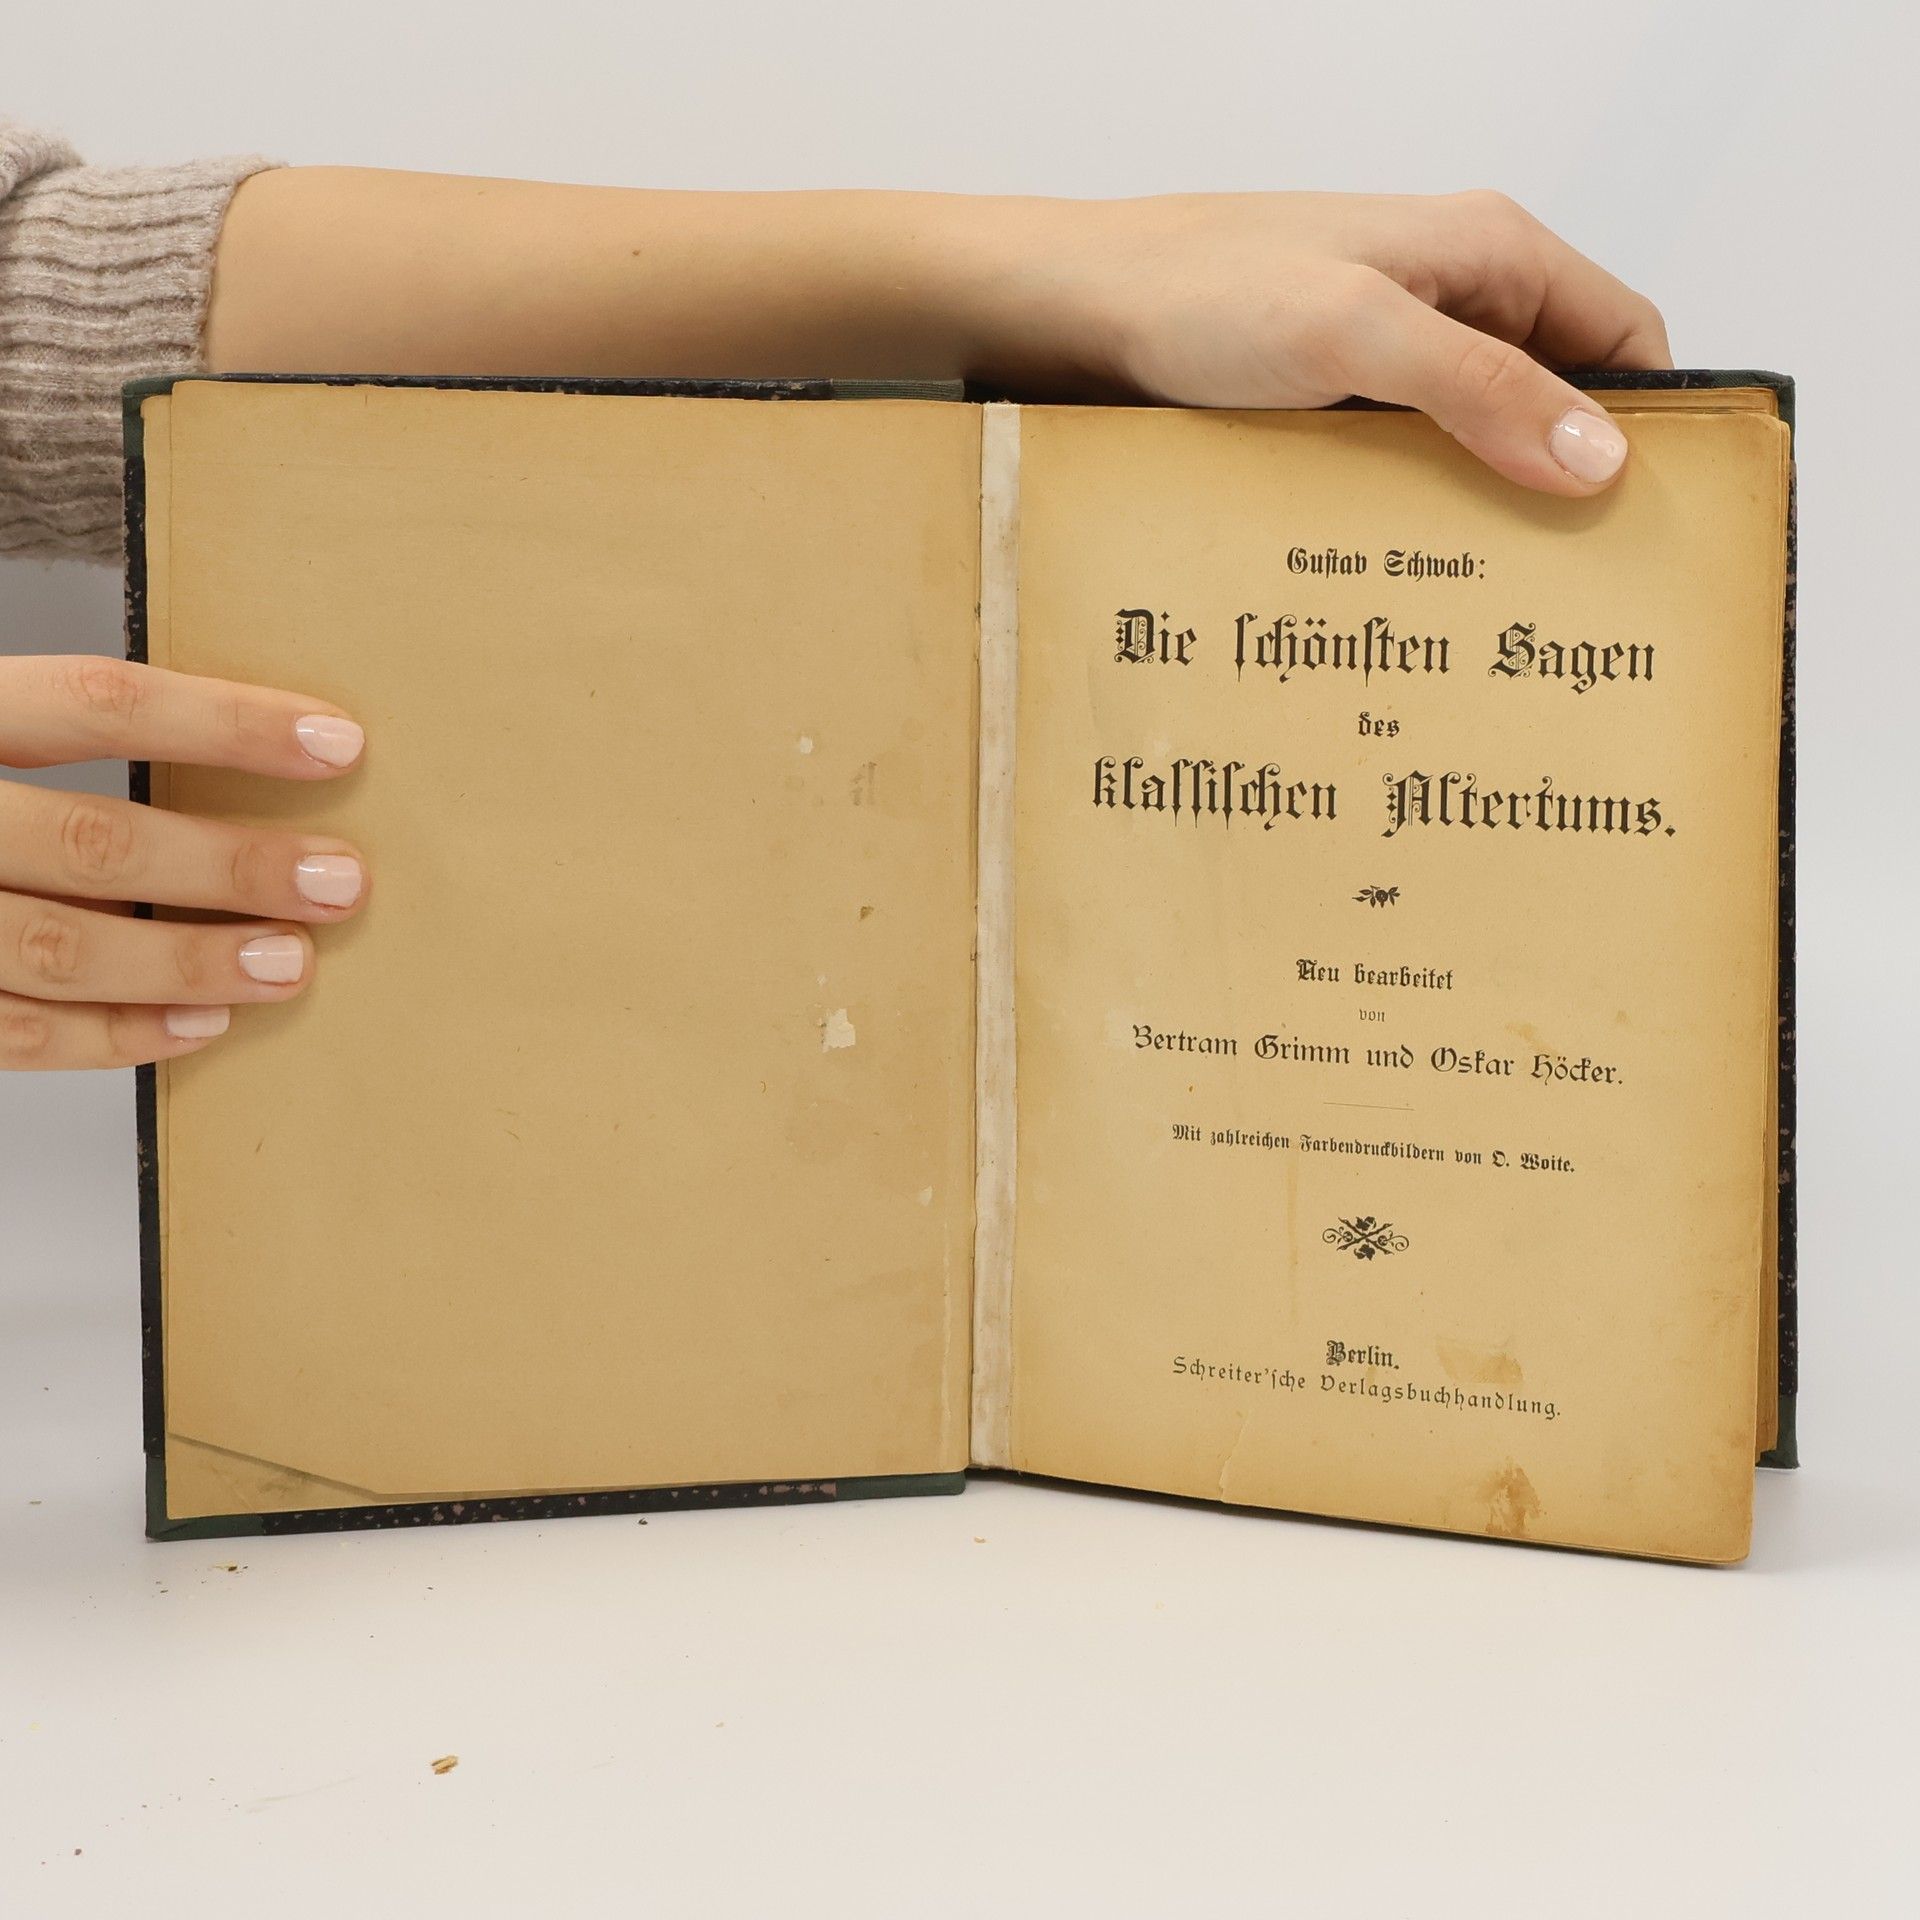 Gustav Schwab:
Die schönsten Sagen
des
klassischen Altertums.
Neu bearbeitet
von
Bertram Grimm und Oskar Höcker.
Mit zahlreichen Farbendruckbildern von O. Woite.
Berlin.
Schreiter'sche Verlagsbuchhandlung.